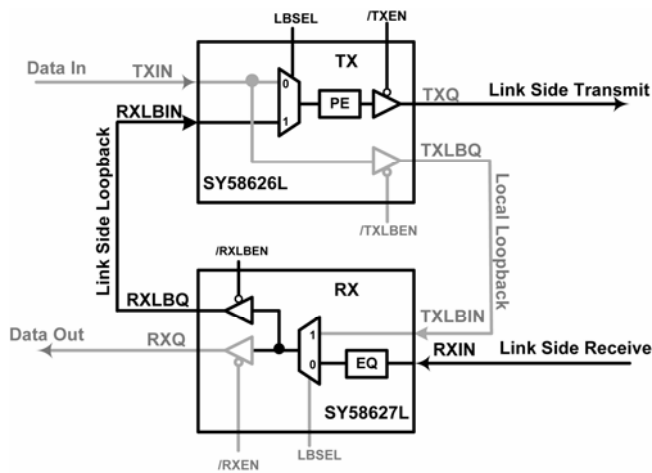 LBSEL
/TXEN
Data In
TXIN
TX
0
1
PE
TXQ
Link Side Transmit
RXLBIN
SY58626L
TXLBQ
/TXLBEN
Link Side Loopback
Local Loopback
/RXLBEN
RX
RXLBQ
TXLBIN
1
Data Out
RXQ
0
EQ
RXIN
Link Side Receive
SY58627L
/RXEN
LBSEL